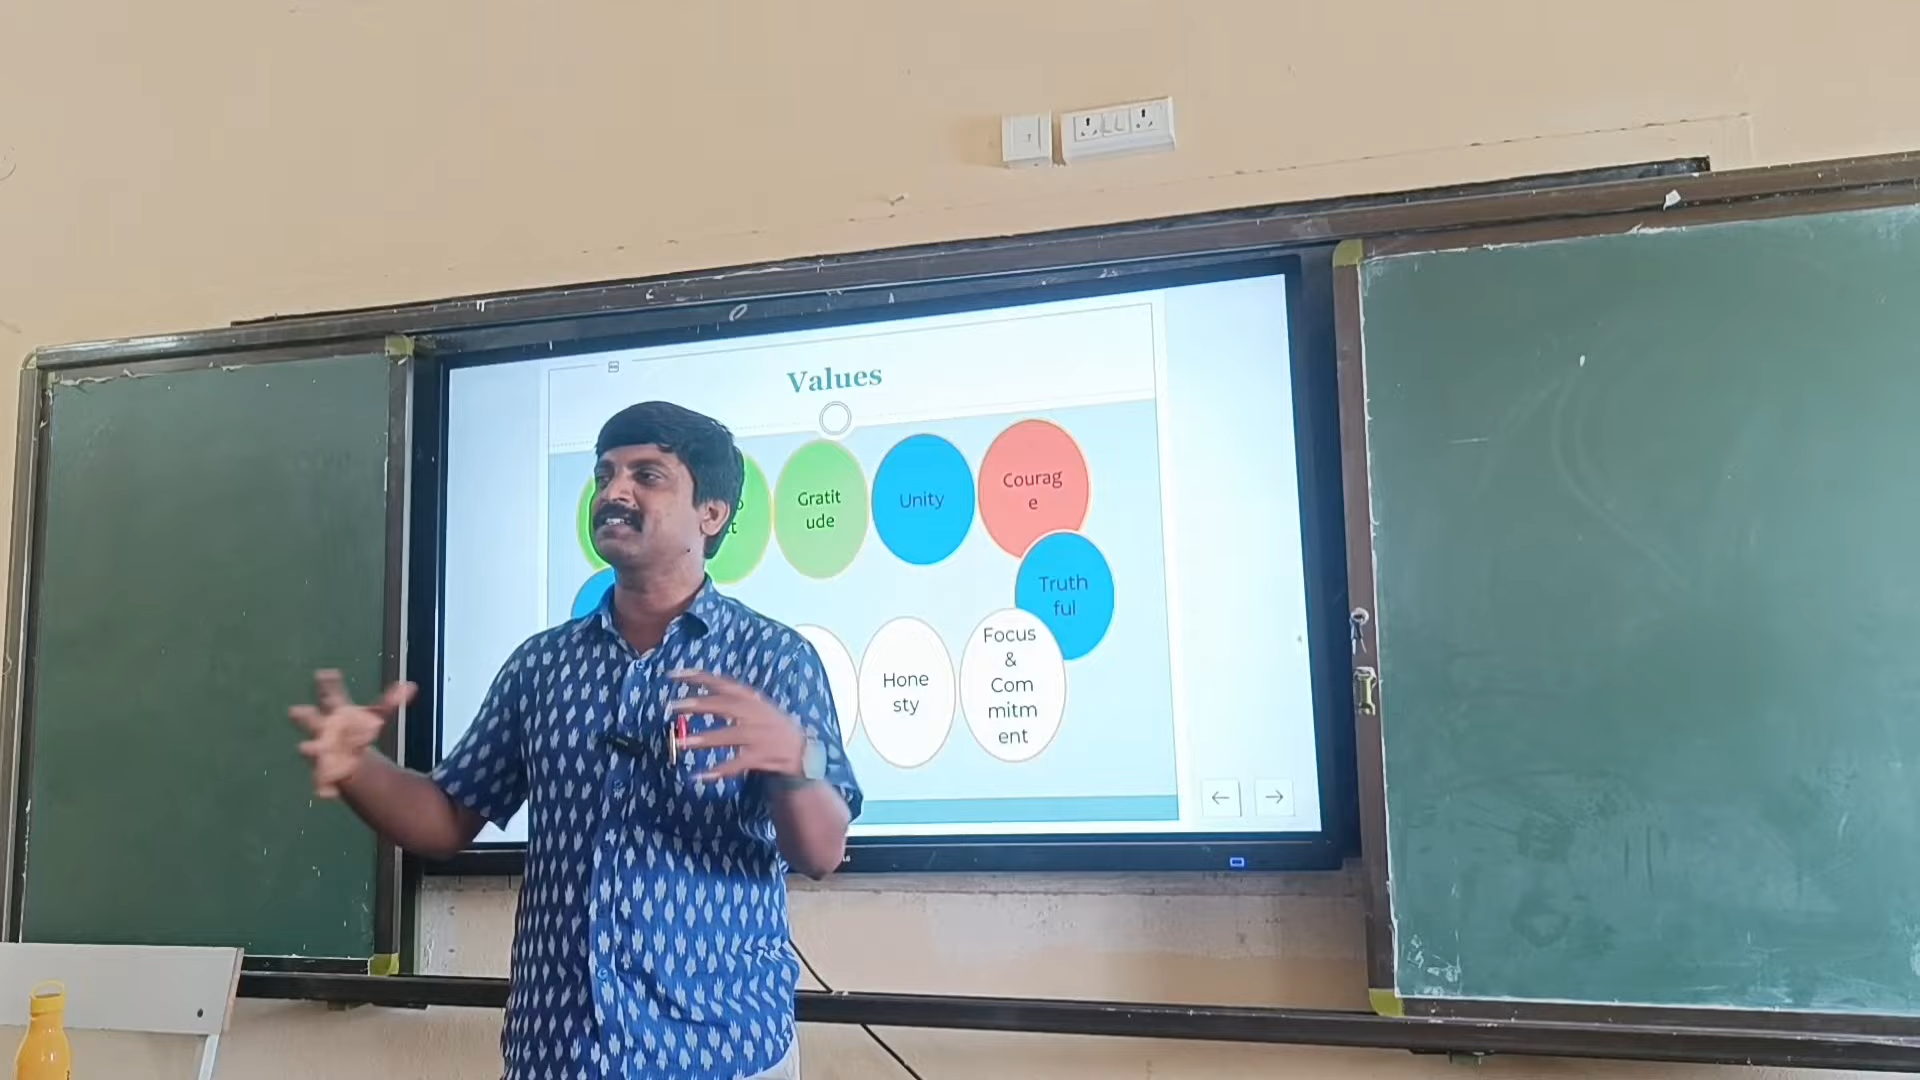 Values
Gratit
ude
Unity
Courag
e
Truth
ful
Hone
sty
Focus
&
Com
mitm
ent